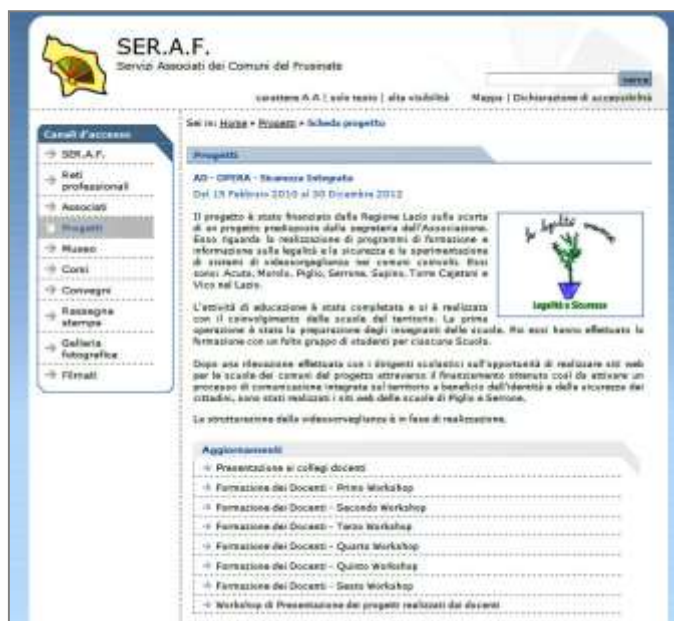 SER.A.F.
Servizi Associati dei Comuni del Frusinate
cerca
carattere A A | solo testo | alta visibilità
Mappa | Dichiarazione di accessibilità
Canali d'accesso
SER.A.F.
Reti
professionali
Associati
Progetti
Museo
Corsi
Convegni
Rassegna
stampa
Galleria
fotografica
Filmati
Sei in: Home » Progetti » Scheda progetto
Progetti
AD - OPERA - Sicurezza Integrata
Dal 15 Febbraio 2010 al 30 Dicembre 2012
Il progetto è stato finanziato dalla Regione Lazio sulla scorta
di un progetto predisposto dalla segreteria dell'Associazione.
Esso riguarda la realizzazione di programmi di formazione e
informazione sulla legalità e la sicurezza e la sperimentazione
di sistemi di videosorveglianza nei comuni coinvolti. Essi
sono: Acuto, Morolo, Piglio, Serrone, Supino, Torre Cajetani e
Vico nel Lazio.
la legalità
Legalità e Sicurezza
L'attività di educazione è stata completata e si è realizzata
con il coinvolgimento delle scuole del territorio. La prima
operazione è stata la preparazione degli insegnanti delle scuole. Poi essi hanno effettuato la
formazione con un folto gruppo di studenti per ciascuna Scuola.
Dopo una rilevazione effettuata con i dirigenti scolastici sull'opportunità di realizzare siti web
per le scuole dei comuni del progetto attraverso il finanziamento ottenuto così da attivare un
processo di comunicazione integrata sul territorio a beneficio dell'identità e della sicurezza dei
cittadini, sono stati realizzati i siti web delle scuole di Piglio e Serrone.
La strutturazione della videosorveglianza è in fase di realizzazione.
Aggiornamenti
Presentazione ai collegi docenti
Formazione dei Docenti - Primo Workshop
Formazione dei Docenti - Secondo Workshop
Formazione dei Docenti - Terzo Workshop
Formazione dei Docenti - Quarto Workshop
Formazione dei Docenti - Quinto Workshop
Formazione dei Docenti - Sesto Workshop
Workshop di Presentazione dei progetti realizzati dai docenti